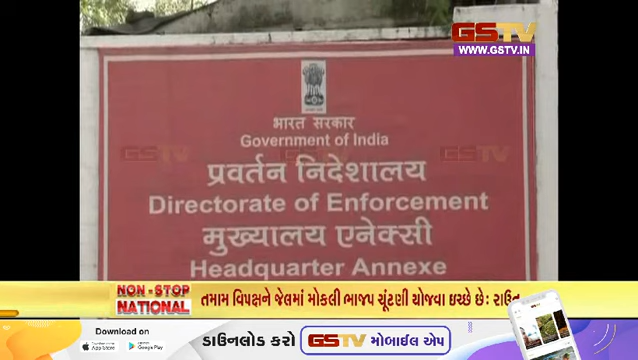 GSTV
WWW.GSTV.IN
भारत सरकार
Government of India
प्रवर्तन निदेशालय
Directorate of Enforcement
मुख्यालय एनेक्सी
Headquarter Annexe
NON-STOP
NATIONAL
તમામ વિપક્ષને જેલમાં મોકલી ભાજપ ચૂંટણી યોજવા ઇચ્છે છે: રાઉત
Download on
App Store
Google Play
ડાઉનલોડ કરો GSTV મોબાઈલ એપ